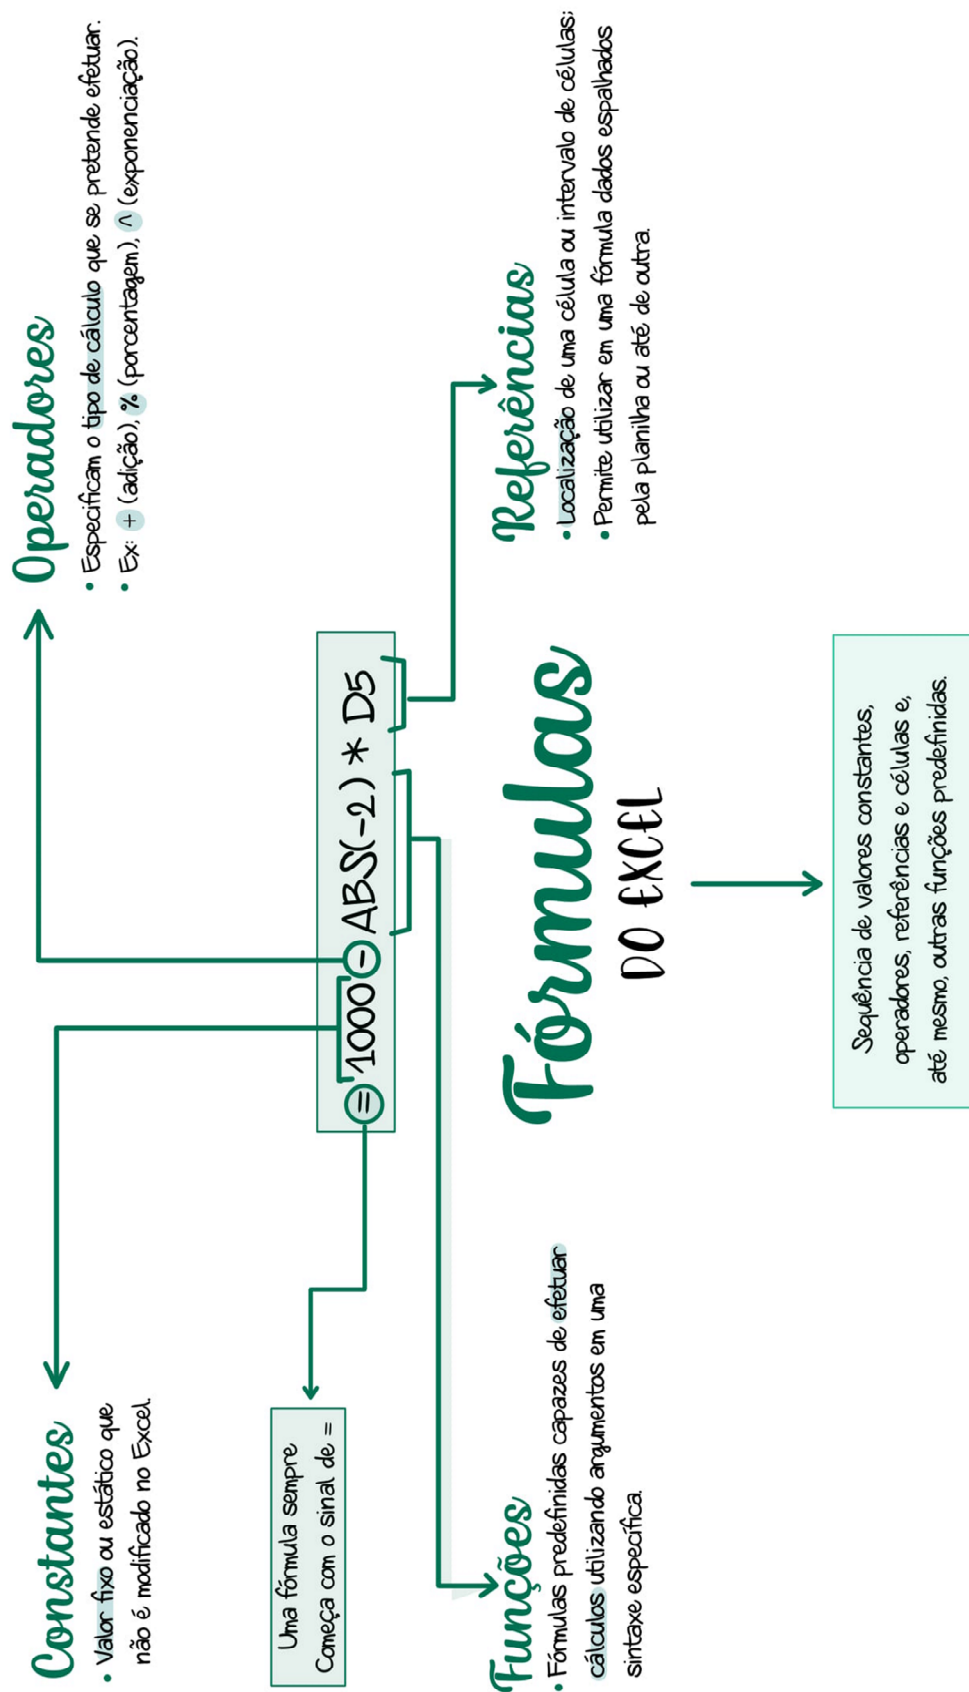 Constantes
• Valor fixo ou estático que
não é modificado no Excel.
Operadores
• Especificam o tipo de cálculo que se pretende efetuar.
• Ex: + (adição), % (porcentagem), ^ (exponenciação).
Uma fórmula sempre
Começa com o sinal de =
= 1000 - ABS(-2) * D5
Fórmulas
DO EXCEL
Funções
• Fórmulas predefinidas capazes de efetuar
cálculos utilizando argumentos em uma
sintaxe específica.
Referências
• Localização de uma célula ou intervalo de células;
• Permite utilizar em uma fórmula dados espalhados
pela planilha ou até de outra.
Sequência de valores constantes,
operadores, referências e células e,
até mesmo, outras funções predefinidas.